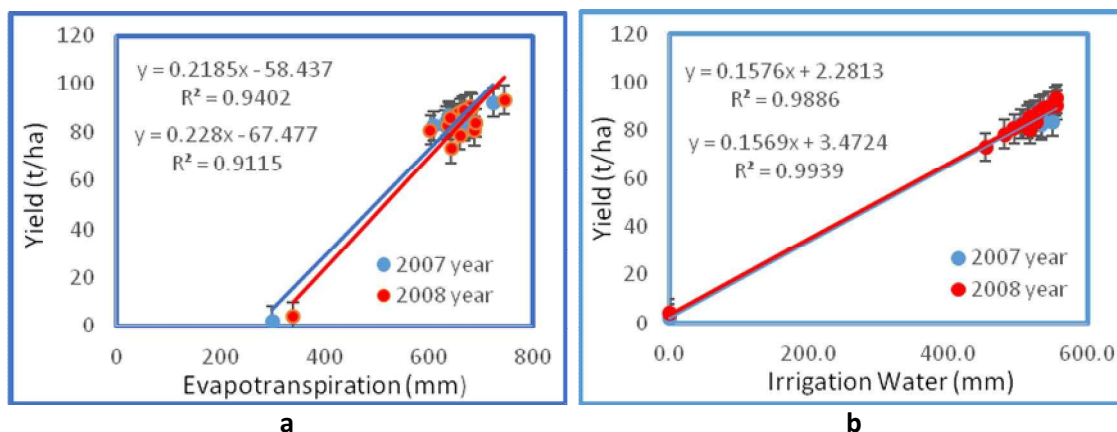 120
100
80
60
40
20
0
Yield (t/ha)
y = 0.2185x - 58.437
R² = 0.9402
y = 0.228x - 67.477
R² = 0.9115
2007 year
2008 year
0 200 400 600 800
Evapotranspiration (mm)
a
120
100
80
60
40
20
0
Yield (t/ha)
y = 0.1576x + 2.2813
R² = 0.9886
y = 0.1569x + 3.4724
R² = 0.9939
2007 year
2008 year
0.0 200.0 400.0 600.0
Irrigation Water (mm)
b